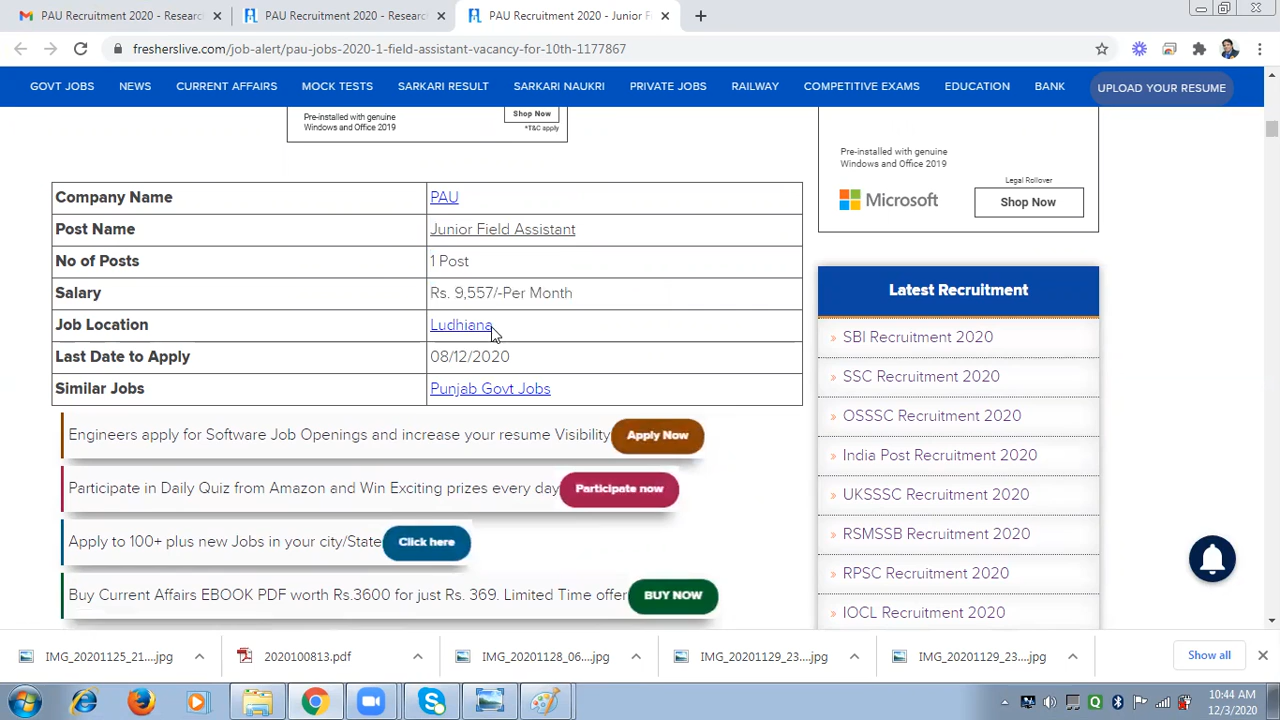 PAU Recruitment 2020 - Research
PAU Recruitment 2020 - Research
PAU Recruitment 2020 - Junior F
fresherslive.com/job-alert/pau-jobs-2020-1-field-assistant-vacancy-for-10th-1177867
GOVT JOBS NEWS CURRENT AFFAIRS MOCK TESTS SARKARI RESULT SARKARI NAUKRI PRIVATE JOBS RAILWAY COMPETITIVE EXAMS EDUCATION BANK UPLOAD YOUR RESUME
Pre-installed with genuine
Windows and Office 2019
Shop Now
*T&C apply
Pre-installed with genuine
Windows and Office 2019
Legal Rollover
Microsoft
Shop Now
Company Name PAU
Post Name Junior Field Assistant
No of Posts 1 Post
Salary Rs. 9,557/-Per Month
Job Location Ludhiana
Last Date to Apply 08/12/2020
Similar Jobs Punjab Govt Jobs
Engineers apply for Software Job Openings and increase your resume Visibility Apply Now
Participate in Daily Quiz from Amazon and Win Exciting prizes every day Participate now
Apply to 100+ plus new Jobs in your city/State Click here
Buy Current Affairs EBOOK PDF worth Rs.3600 for just Rs. 369. Limited Time offer BUY NOW
Latest Recruitment
» SBI Recruitment 2020
» SSC Recruitment 2020
» OSSSC Recruitment 2020
» India Post Recruitment 2020
» UKSSSC Recruitment 2020
» RSMSSB Recruitment 2020
» RPSC Recruitment 2020
» IOCL Recruitment 2020
IMG_20201125_21....jpg
2020100813.pdf
IMG_20201128_06....jpg
IMG_20201129_23....jpg
IMG_20201129_23....jpg
Show all
10:44 AM
12/3/2020